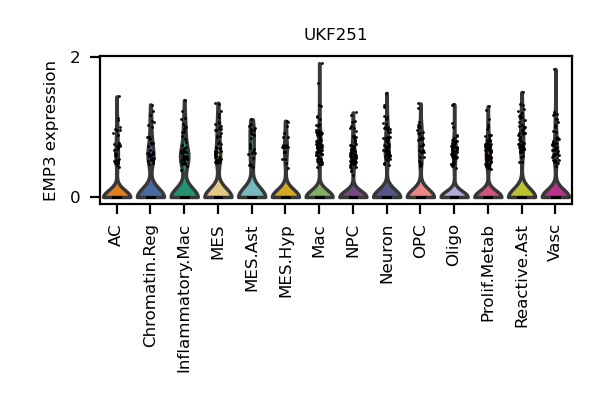 UKF251
EMP3 expression
2
0
AC
Chromatin.Reg
Inflammatory.Mac
MES
MES.Ast
MES.Hyp
Mac
NPC
Neuron
OPC
Oligo
Prolif.Metab
Reactive.Ast
Vasc